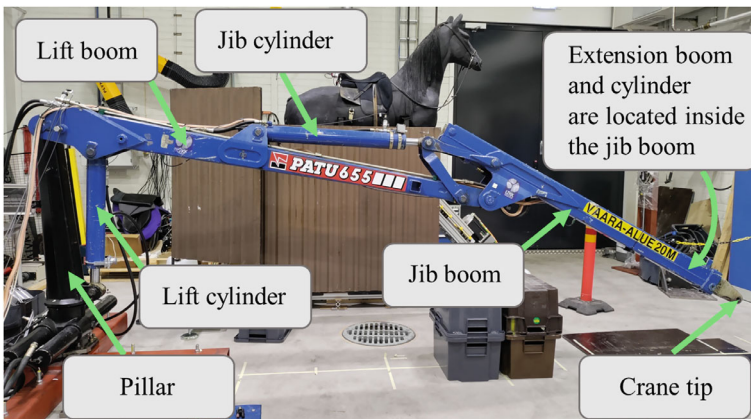 Lift boom
Jib cylinder
Extension boom
and cylinder
are located inside
the jib boom
PATU 655
VAARA-ALUE 20M
Jib boom
Lift cylinder
Pillar
Crane tip